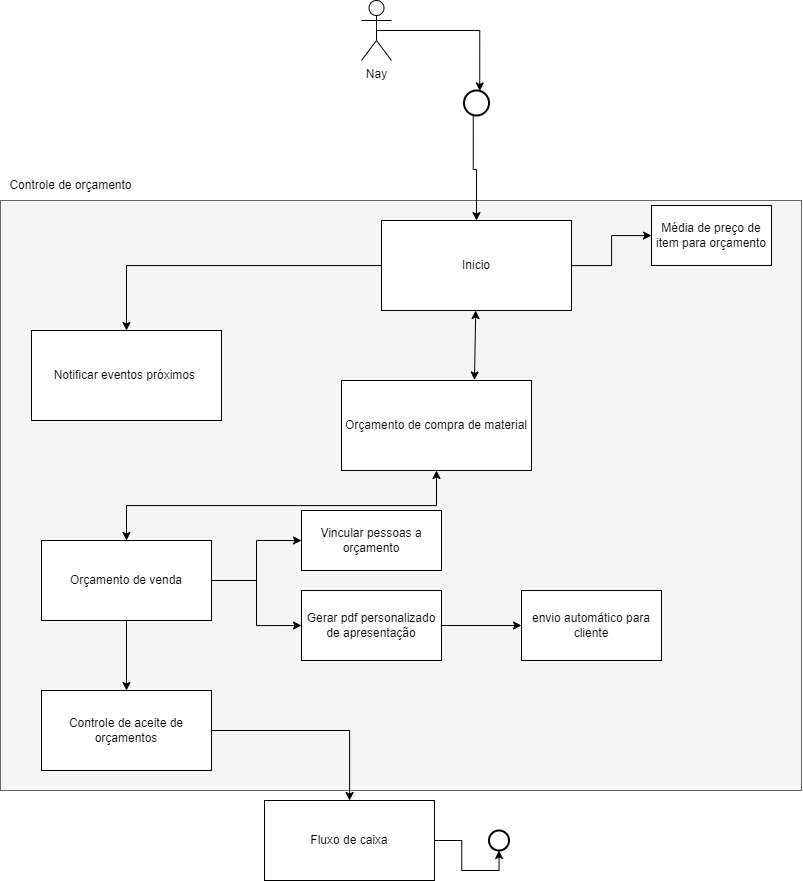 Nay
Controle de orçamento
Média de preço de
item para orçamento
Inicio
Notificar eventos próximos
Orçamento de compra de material
Vincular pessoas a
orçamento
Orçamento de venda
Gerar pdf personalizado
de apresentação
envio automático para
cliente
Controle de aceite de
orçamentos
Fluxo de caixa